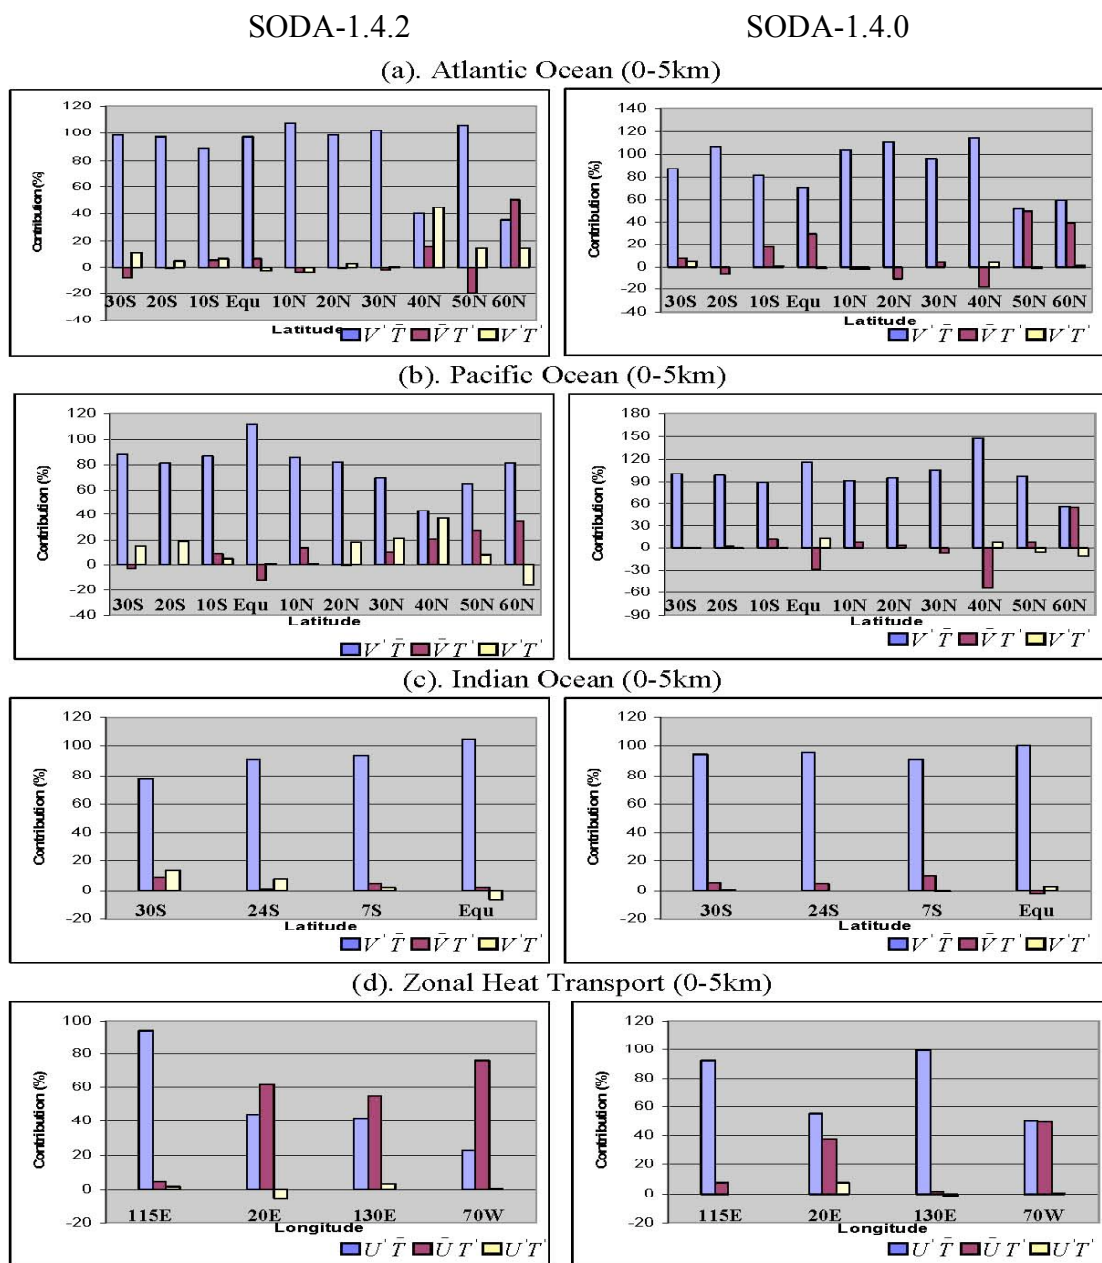 SODA-1.4.2 SODA-1.4.0
(a). Atlantic Ocean (0-5km)
120
100
80
60
40
20
0
-20
-40
Contribution (%)
30S 20S 10S Equ 10N 20N 30N 40N 50N 60N
Latitude
V' T̄ V̄ T' V'T'
140
120
100
80
60
40
20
0
-20
-40
Contribution (%)
30S 20S 10S Equ 10N 20N 30N 40N 50N 60N
Latitude
V' T̄ V̄ T' V'T'
(b). Pacific Ocean (0-5km)
120
100
80
60
40
20
0
-20
-40
Contribution (%)
30S 20S 10S Equ 10N 20N 30N 40N 50N 60N
Latitude
V' T̄ V̄ T' V'T'
180
150
120
90
60
30
0
-30
-60
-90
Contribution (%)
30S 20S 10S Equ 10N 20N 30N 40N 50N 60N
Latitude
V' T̄ V̄ T' V'T'
(c). Indian Ocean (0-5km)
120
100
80
60
40
20
0
-20
Contribution (%)
30S 24S 7S Equ
Latitude
V' T̄ V̄ T' V'T'
120
100
80
60
40
20
0
-20
Contribution (%)
30S 24S 7S Equ
Latitude
V' T̄ V̄ T' V'T'
(d). Zonal Heat Transport (0-5km)
100
80
60
40
20
0
-20
Contribution (%)
115E 20E 130E 70W
Longitude
U' T̄ Ū T' U'T'
120
100
80
60
40
20
0
-20
Contribution (%)
115E 20E 130E 70W
Longitude
U' T̄ Ū T' U'T'